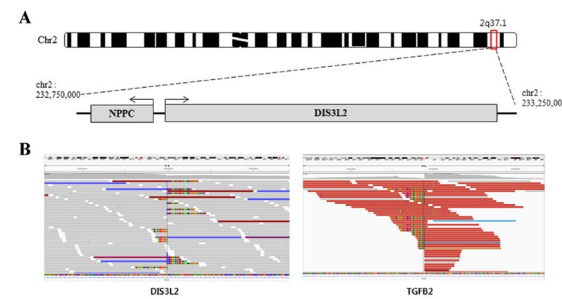 A
2q37.1
Chr2
chr2 :
232,750,000
chr2 :
233,250,00
NPPC
DIS3L2
B
DIS3L2
TGFB2